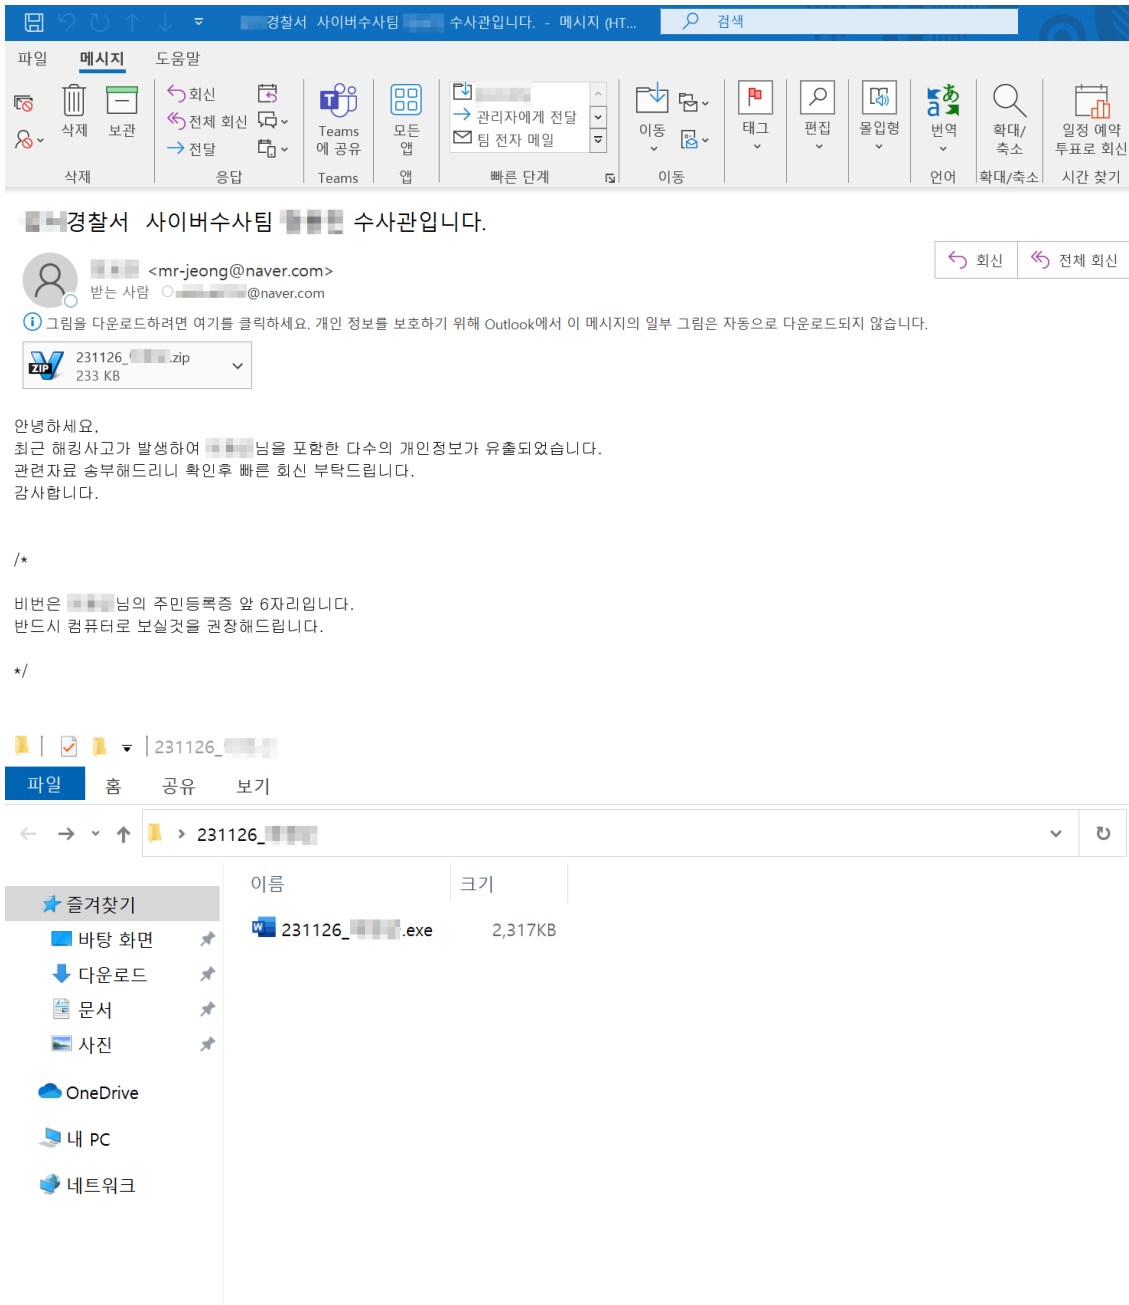 경찰서 사이버수사팀 수사관입니다. - 메시지 (HT...
검색
파일 메시지 도움말
삭제 보관
회신
전체 회신
전달
Teams
에 공유
모든
앱
관리자에게 전달
팀 전자 메일
이동
태그
편집
몰입형
번역
확대/
축소
일정 예약
투표로 회신
삭제 응답 Teams 앱 빠른 단계 이동 언어 확대/축소 시간 찾기
경찰서 사이버수사팀 수사관입니다.
<mr-jeong@naver.com>
회신 전체 회신
받는 사람 @naver.com
그림을 다운로드하려면 여기를 클릭하세요. 개인 정보를 보호하기 위해 Outlook에서 이 메시지의 일부 그림은 자동으로 다운로드되지 않습니다.
ZIP
231126_ .zip
233 KB
안녕하세요,
최근 해킹사고가 발생하여 님을 포함한 다수의 개인정보가 유출되었습니다.
관련자료 송부해드리니 확인후 빠른 회신 부탁드립니다.
감사합니다.
/*
비번은 님의 주민등록증 앞 6자리입니다.
반드시 컴퓨터로 보실것을 권장해드립니다.
*/
231126_
파일 홈 공유 보기
231126_
이름 크기
231126_ .exe 2,317KB
즐겨찾기
바탕 화면
다운로드
문서
사진
OneDrive
내 PC
네트워크